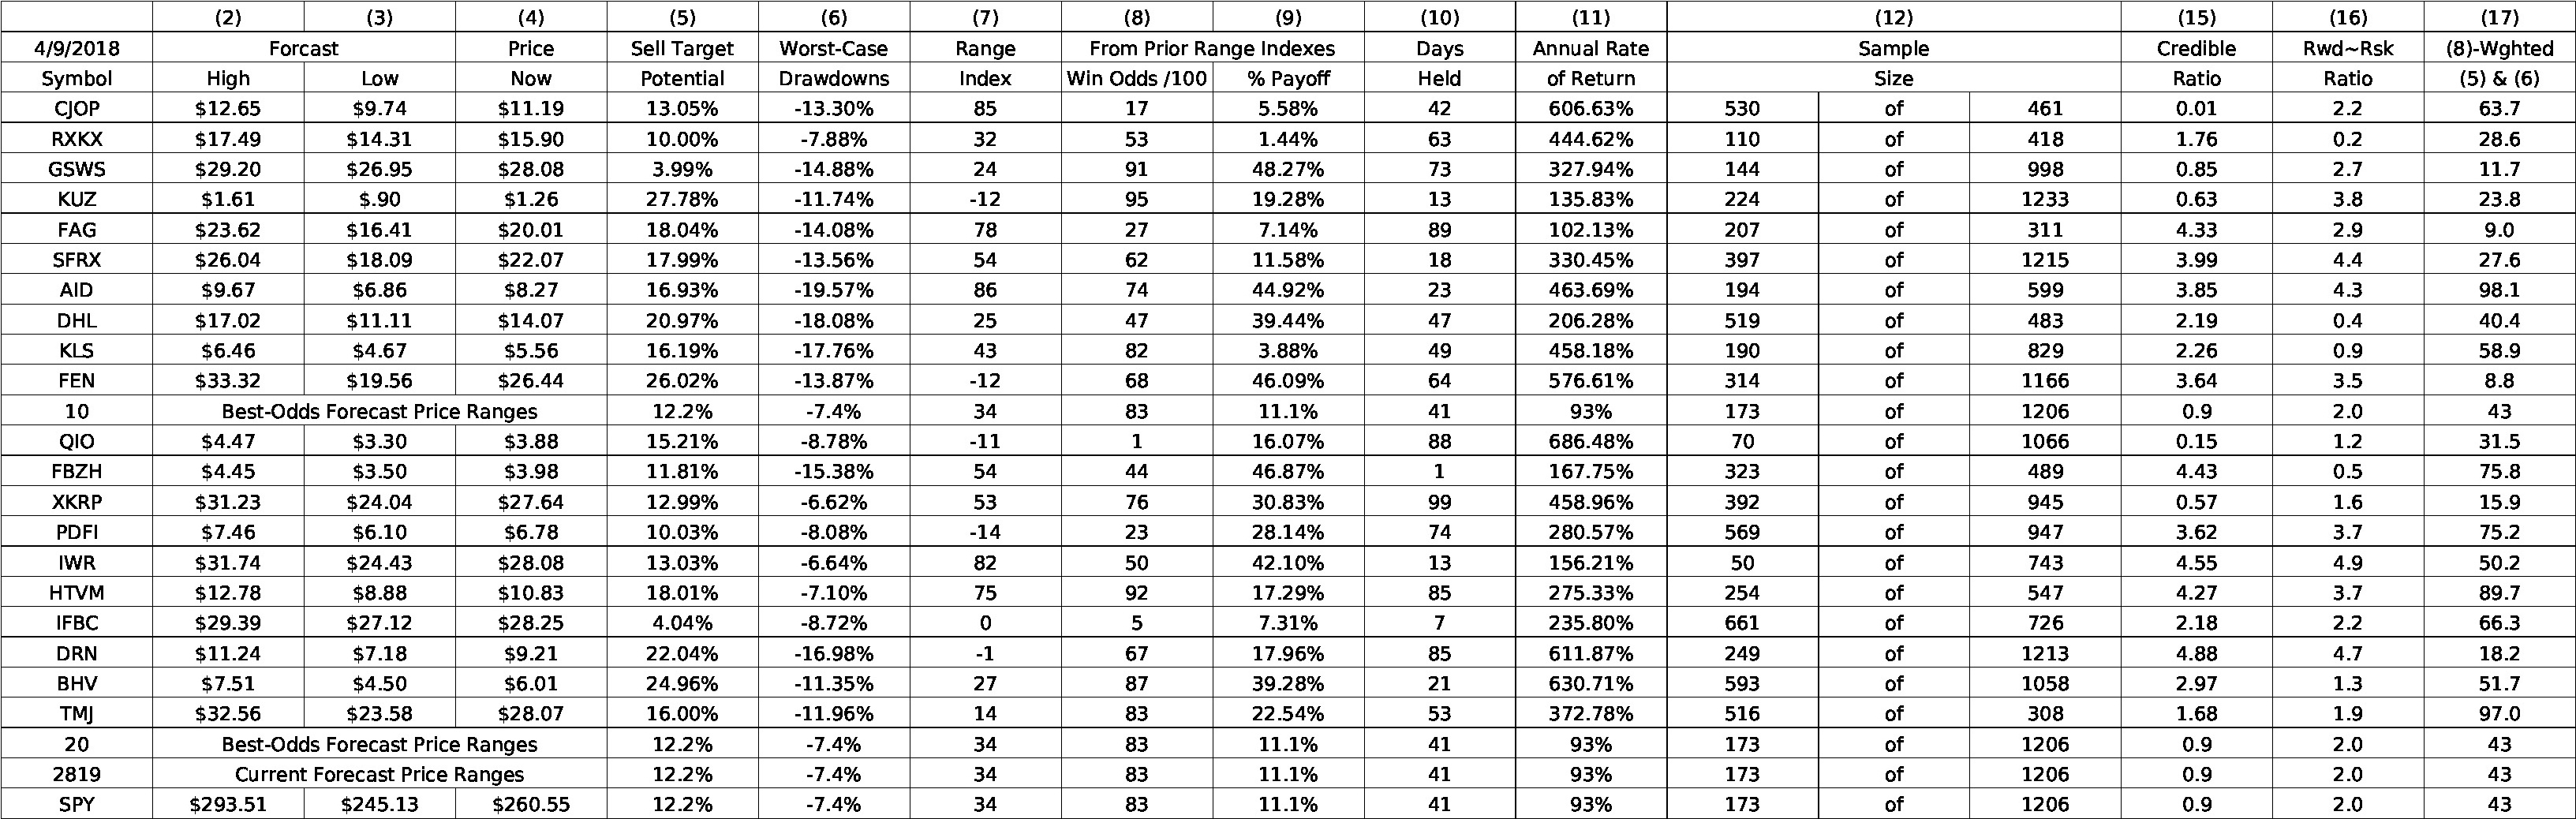 (2) (3) (4) (5) (6) (7) (8) (9) (10) (11) (12) (15) (16) (17)
4/9/2018 Forcast Price Sell Target Worst-Case Range From Prior Range Indexes Days Annual Rate Sample Credible Rwd~Rsk (8)-Wghted
Symbol High Low Now Potential Drawdowns Index Win Odds /100 % Payoff Held of Return Size Ratio Ratio (5) & (6)
CJOP $12.65 $9.74 $11.19 13.05% -13.30% 85 17 5.58% 42 606.63% 530 of 461 0.01 2.2 63.7
RXKX $17.49 $14.31 $15.90 10.00% -7.88% 32 53 1.44% 63 444.62% 110 of 418 1.76 0.2 28.6
GSWS $29.20 $26.95 $28.08 3.99% -14.88% 24 91 48.27% 73 327.94% 144 of 998 0.85 2.7 11.7
KUZ $1.61 $.90 $1.26 27.78% -11.74% -12 95 19.28% 13 135.83% 224 of 1233 0.63 3.8 23.8
FAG $23.62 $16.41 $20.01 18.04% -14.08% 78 27 7.14% 89 102.13% 207 of 311 4.33 2.9 9.0
SFRX $26.04 $18.09 $22.07 17.99% -13.56% 54 62 11.58% 18 330.45% 397 of 1215 3.99 4.4 27.6
AID $9.67 $6.86 $8.27 16.93% -19.57% 86 74 44.92% 23 463.69% 194 of 599 3.85 4.3 98.1
DHL $17.02 $11.11 $14.07 20.97% -18.08% 25 47 39.44% 47 206.28% 519 of 483 2.19 0.4 40.4
KLS $6.46 $4.67 $5.56 16.19% -17.76% 43 82 3.88% 49 458.18% 190 of 829 2.26 0.9 58.9
FEN $33.32 $19.56 $26.44 26.02% -13.87% -12 68 46.09% 64 576.61% 314 of 1166 3.64 3.5 8.8
10 Best-Odds Forecast Price Ranges 12.2% -7.4% 34 83 11.1% 41 93% 173 of 1206 0.9 2.0 43
QIO $4.47 $3.30 $3.88 15.21% -8.78% -11 1 16.07% 88 686.48% 70 of 1066 0.15 1.2 31.5
FBZH $4.45 $3.50 $3.98 11.81% -15.38% 54 44 46.87% 1 167.75% 323 of 489 4.43 0.5 75.8
XKRP $31.23 $24.04 $27.64 12.99% -6.62% 53 76 30.83% 99 458.96% 392 of 945 0.57 1.6 15.9
PDFI $7.46 $6.10 $6.78 10.03% -8.08% -14 23 28.14% 74 280.57% 569 of 947 3.62 3.7 75.2
IWR $31.74 $24.43 $28.08 13.03% -6.64% 82 50 42.10% 13 156.21% 50 of 743 4.55 4.9 50.2
HTVM $12.78 $8.88 $10.83 18.01% -7.10% 75 92 17.29% 85 275.33% 254 of 547 4.27 3.7 89.7
IFBC $29.39 $27.12 $28.25 4.04% -8.72% 0 5 7.31% 7 235.80% 661 of 726 2.18 2.2 66.3
DRN $11.24 $7.18 $9.21 22.04% -16.98% -1 67 17.96% 85 611.87% 249 of 1213 4.88 4.7 18.2
BHV $7.51 $4.50 $6.01 24.96% -11.35% 27 87 39.28% 21 630.71% 593 of 1058 2.97 1.3 51.7
TMJ $32.56 $23.58 $28.07 16.00% -11.96% 14 83 22.54% 53 372.78% 516 of 308 1.68 1.9 97.0
20 Best-Odds Forecast Price Ranges 12.2% -7.4% 34 83 11.1% 41 93% 173 of 1206 0.9 2.0 43
2819 Current Forecast Price Ranges 12.2% -7.4% 34 83 11.1% 41 93% 173 of 1206 0.9 2.0 43
SPY $293.51 $245.13 $260.55 12.2% -7.4% 34 83 11.1% 41 93% 173 of 1206 0.9 2.0 43